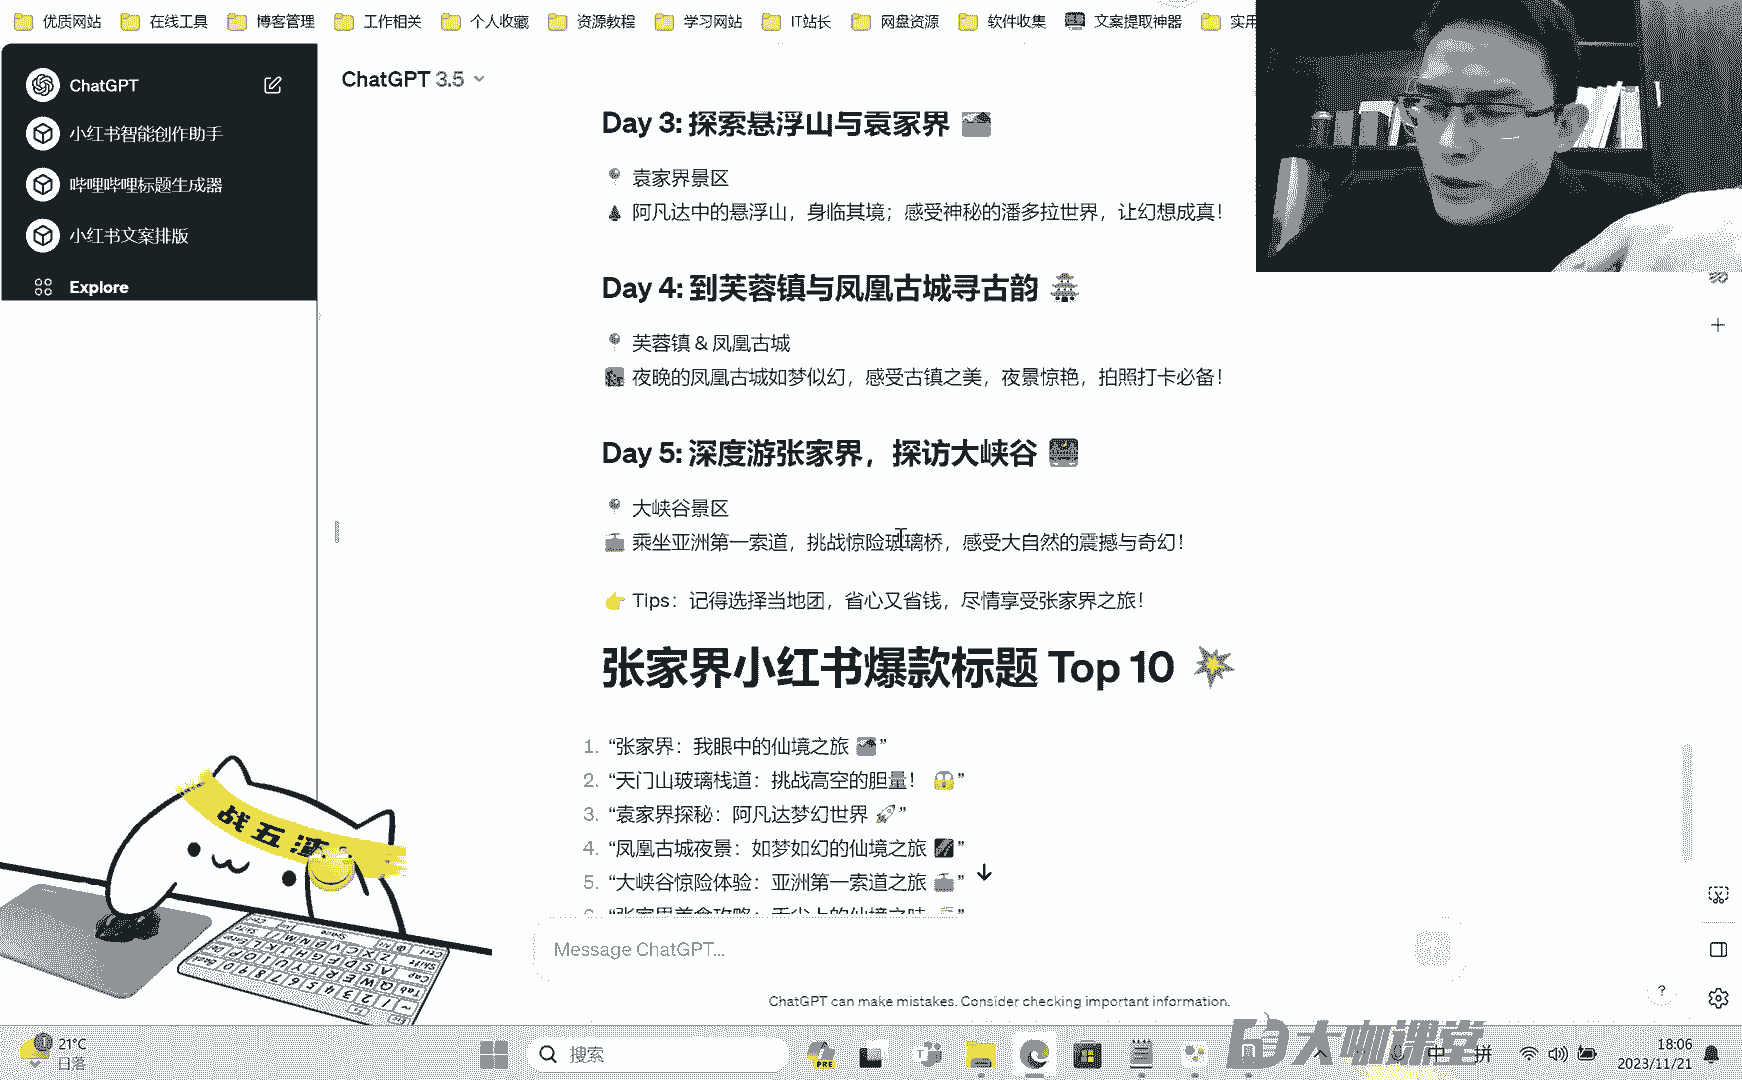 优质网站
在线工具
博客管理
工作相关
个人收藏
资源教程
学习网站
IT站长
网盘资源
软件收集
文案提取神器
实用
ChatGPT
小红书智能创作助手
哔哩哔哩标题生成器
小红书文案排版
Explore
ChatGPT 3.5
Day 3: 探索悬浮山与袁家界
袁家界景区
阿凡达中的悬浮山，身临其境；感受神秘的潘多拉世界，让幻想成真！
Day 4: 到芙蓉镇与凤凰古城寻古韵
芙蓉镇 & 凤凰古城
夜晚的凤凰古城如梦似幻，感受古镇之美，夜景惊艳，拍照打卡必备！
Day 5: 深度游张家界，探访大峡谷
大峡谷景区
乘坐亚洲第一索道，挑战惊险玻璃桥，感受大自然的震撼与奇幻！
Tips：记得选择当地团，省心又省钱，尽情享受张家界之旅！
张家界小红书爆款标题 Top 10
1. “张家界：我眼中的仙境之旅 ”
2. “天门山玻璃栈道：挑战高空的胆量！ ”
3. “袁家界探秘：阿凡达梦幻世界 ”
4. “凤凰古城夜景：如梦如幻的仙境之旅 ”
5. “大峡谷惊险体验：亚洲第一索道之旅 ”
战五渣
Message ChatGPT...
ChatGPT can make mistakes. Consider checking important information.
?
21°C
日落
搜索
PRE
大咖课堂
中
拼
18:06
2023/11/21